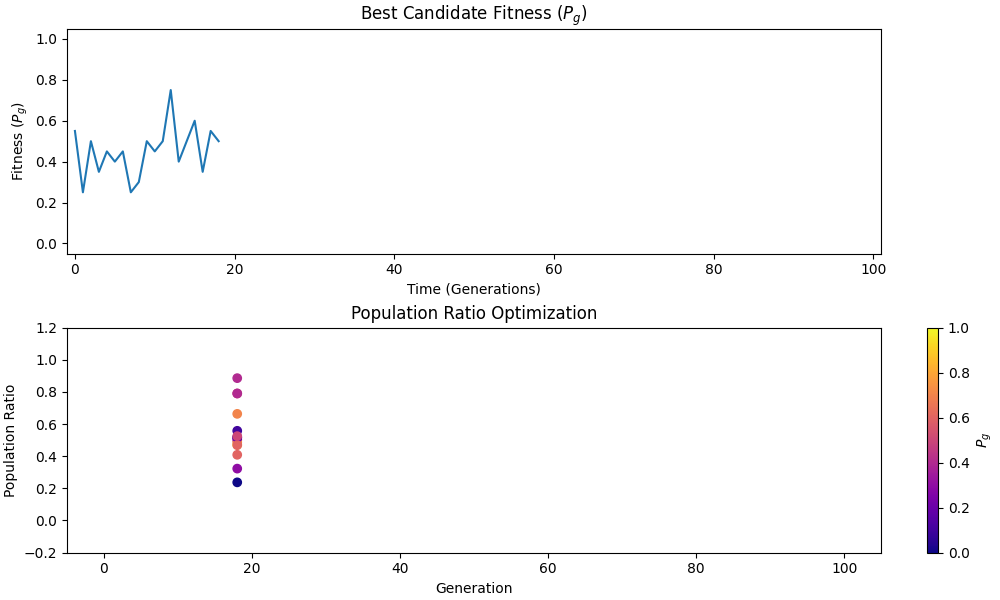 Best Candidate Fitness (P_g)
1.0
0.8
0.6
0.4
0.2
0.0
Fitness (P_g)
0 20 40 60 80 100
Time (Generations)
Population Ratio Optimization
1.2
1.0
0.8
0.6
0.4
0.2
0.0
−0.2
Population Ratio
0 20 40 60 80 100
Generation
1.0
0.8
0.6
0.4
0.2
0.0
P_g